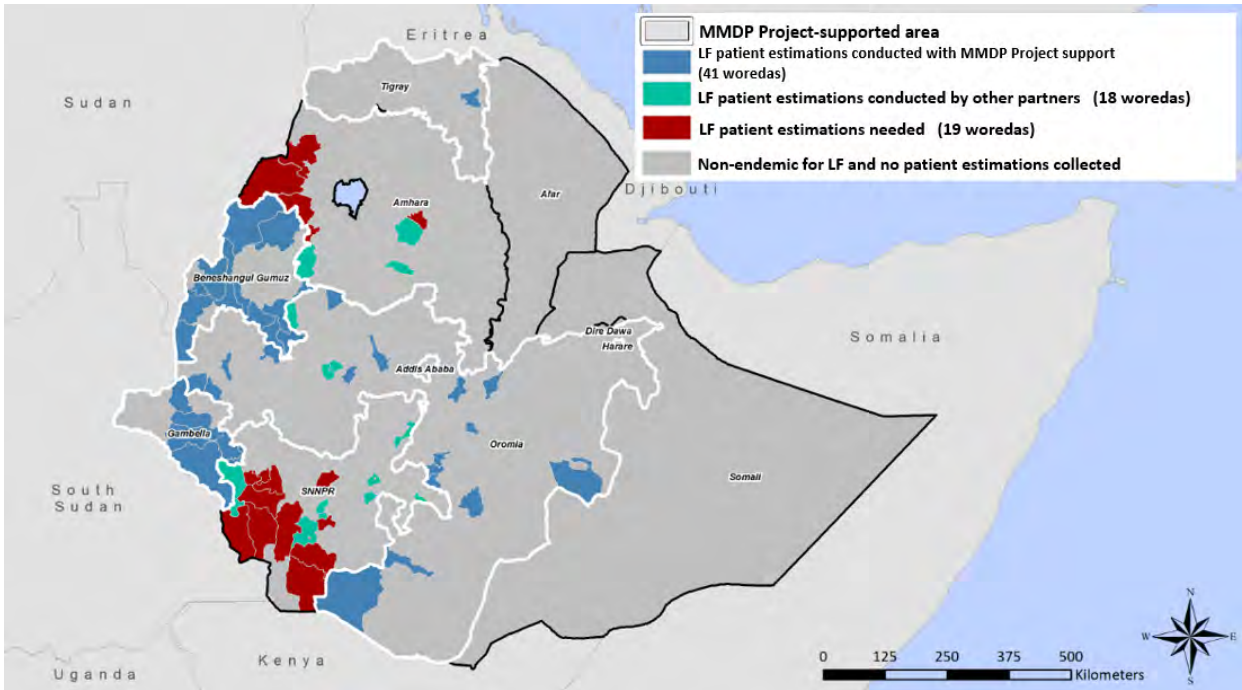 Eritrea
MMDP Project-supported area
LF patient estimations conducted with MMDP Project support
(41 woredas)
LF patient estimations conducted by other partners (18 woredas)
LF patient estimations needed (19 woredas)
Non-endemic for LF and no patient estimations collected
Sudan
Tigray
Afar
Djibouti
Amhara
Beneshangul Gumuz
Dire Dawa
Harare
Somalia
Addis Ababa
Gambella
Oromia
Somali
SNNPR
South
Sudan
Kenya
Uganda
N
W E
S
0 125 250 375 500
Kilometers